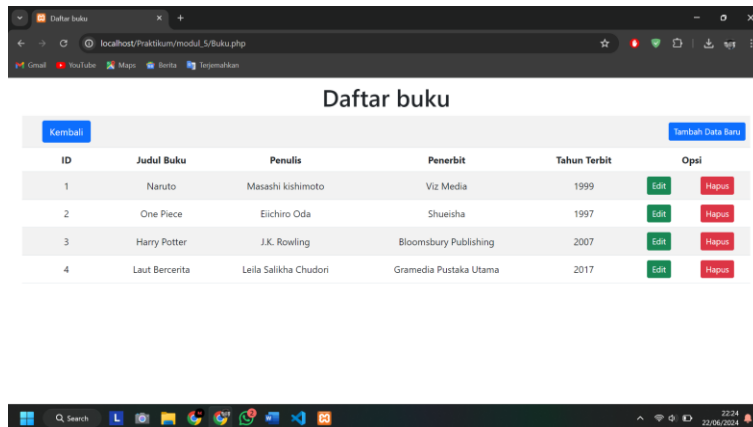 Daftar buku
localhost/Praktikum/modul_5/Buku.php
Gmail YouTube Maps Berita Terjemahkan
Daftar buku
Kembali Tambah Data Baru
ID Judul Buku Penulis Penerbit Tahun Terbit Opsi
1 Naruto Masashi kishimoto Viz Media 1999 Edit Hapus
2 One Piece Eiichiro Oda Shueisha 1997 Edit Hapus
3 Harry Potter J.K. Rowling Bloomsbury Publishing 2007 Edit Hapus
4 Laut Bercerita Leila Salikha Chudori Gramedia Pustaka Utama 2017 Edit Hapus
Search L 22:24
22/06/2024